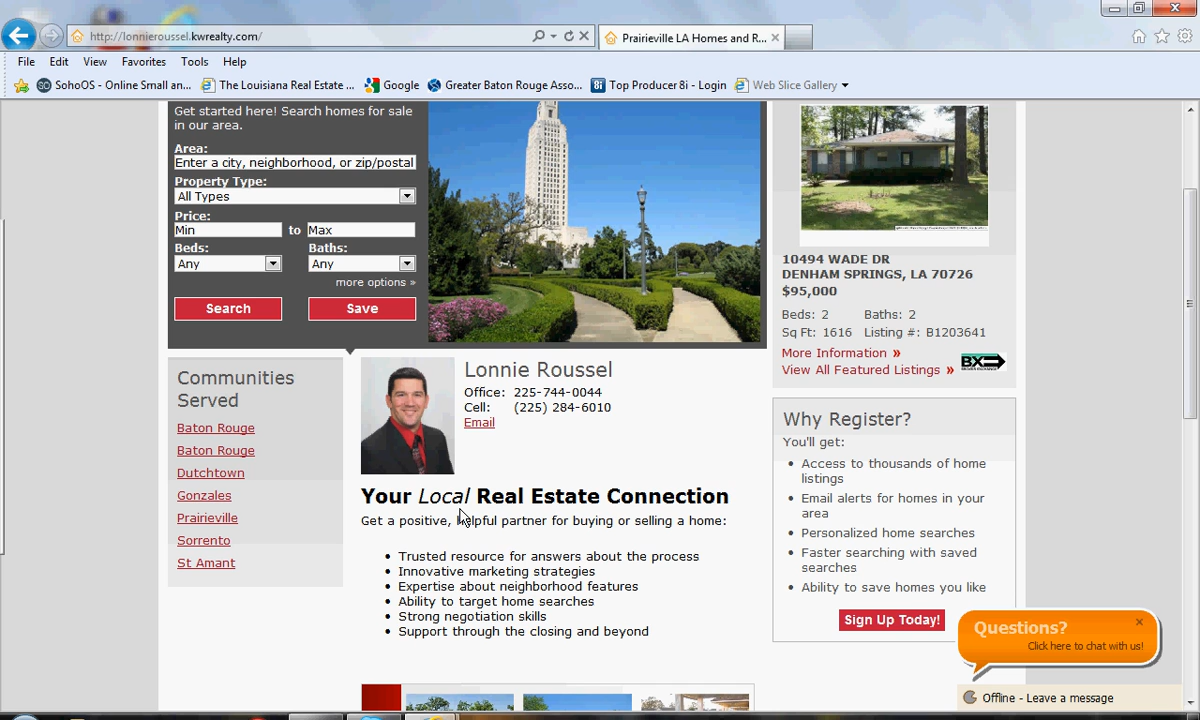 http://lonnieroussel.kwrealty.com/
Prairieville LA Homes and R...
File Edit View Favorites Tools Help
SohoOS - Online Small an...
The Louisiana Real Estate ...
Google
Greater Baton Rouge Asso...
Top Producer 8i - Login
Web Slice Gallery
Get started here! Search homes for sale
in our area.
Area:
Enter a city, neighborhood, or zip/postal
Property Type:
All Types
Price:
Min to Max
Beds: Baths:
Any Any
more options »
Search Save
10494 WADE DR
DENHAM SPRINGS, LA 70726
$95,000
Beds: 2 Baths: 2
Sq Ft: 1616 Listing #: B1203641
More Information »
View All Featured Listings »
BX
Communities
Served
Baton Rouge
Baton Rouge
Dutchtown
Gonzales
Prairieville
Sorrento
St Amant
Lonnie Roussel
Office: 225-744-0044
Cell: (225) 284-6010
Email
Your Local Real Estate Connection
Get a positive, helpful partner for buying or selling a home:
• Trusted resource for answers about the process
• Innovative marketing strategies
• Expertise about neighborhood features
• Ability to target home searches
• Strong negotiation skills
• Support through the closing and beyond
Why Register?
You'll get:
• Access to thousands of home
listings
• Email alerts for homes in your
area
• Personalized home searches
• Faster searching with saved
searches
• Ability to save homes you like
Sign Up Today!
Questions?
Click here to chat with us!
Offline - Leave a message